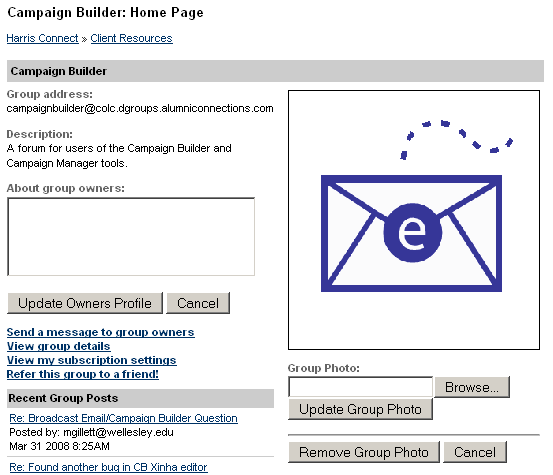 Campaign Builder: Home Page
Harris Connect » Client Resources
Campaign Builder
Group address:
campaignbuilder@colc.dgroups.alumniconnections.com
Description:
A forum for users of the Campaign Builder and
Campaign Manager tools.
About group owners:
Update Owners Profile Cancel
Send a message to group owners
View group details
View my subscription settings
Refer this group to a friend!
Recent Group Posts
Re: Broadcast Email/Campaign Builder Question
Posted by: mgillett@wellesley.edu
Mar 31 2008 8:25AM
Re: Found another bug in CB Xinha editor
e
Group Photo:
Browse...
Update Group Photo
Remove Group Photo Cancel